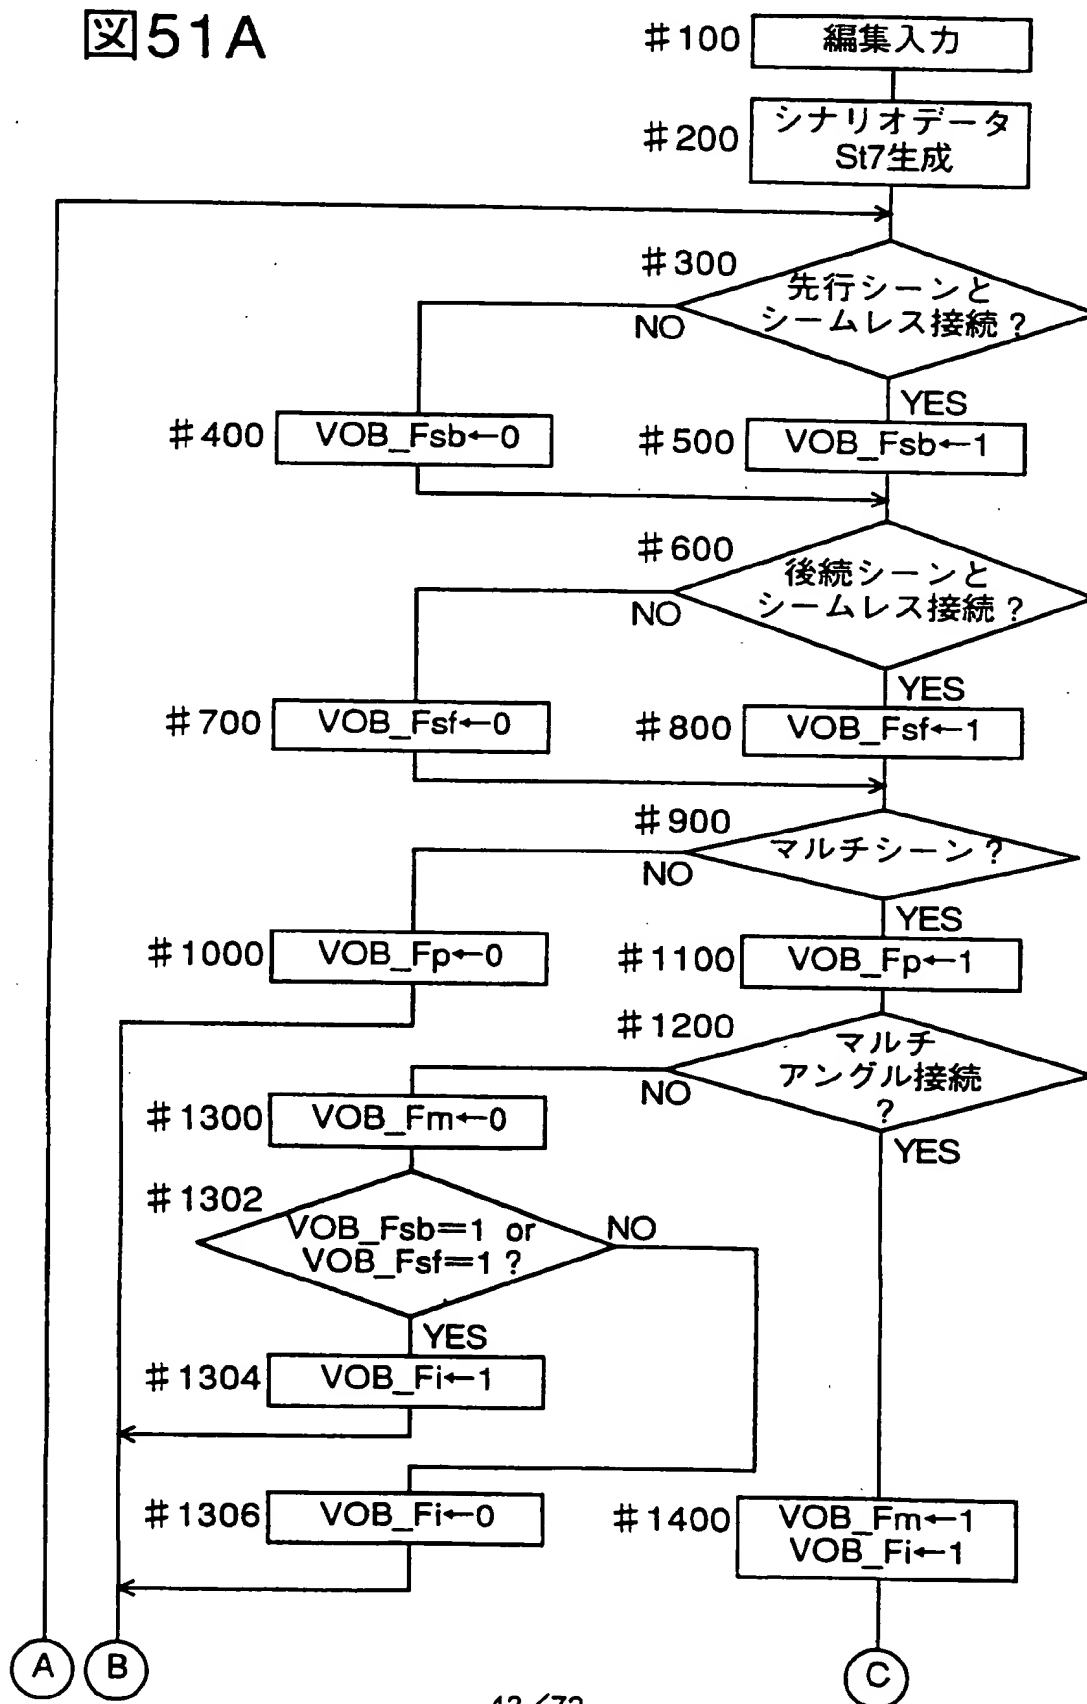 図51A
#100
編集入力
#200
シナリオデータ
St7生成
#300
先行シーンと
シームレス接続?
NO
YES
#400
VOB_Fsb←0
#500
VOB_Fsb←1
#600
後続シーンと
シームレス接続?
NO
YES
#700
VOB_Fsf←0
#800
VOB_Fsf←1
#900
マルチシーン?
NO
YES
#1000
VOB_Fp←0
#1100
VOB_Fp←1
#1200
マルチ
アングル接続
?
NO
YES
#1300
VOB_Fm←0
#1302
VOB_Fsb=1 or
VOB_Fsf=1 ?
NO
YES
#1304
VOB_Fi←1
#1306
VOB_Fi←0
#1400
VOB_Fm←1
VOB_Fi←1
A
B
C